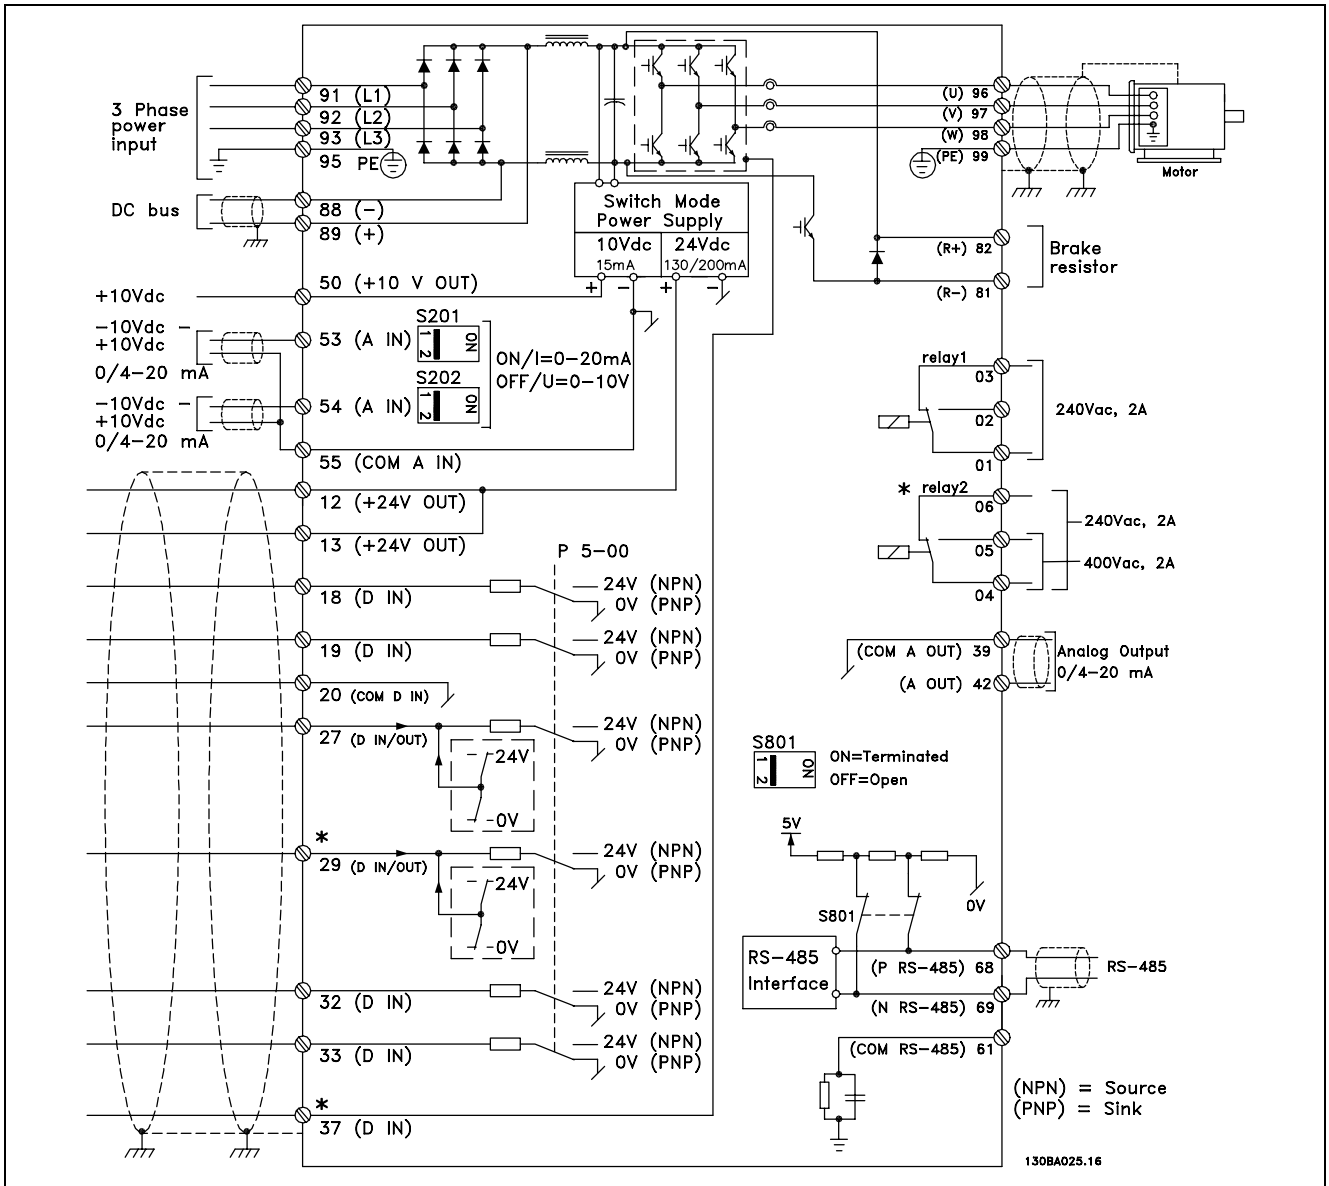 3 Phase
power
input
91 (L1)
92 (L2)
93 (L3)
95 PE
DC bus
88 (-)
89 (+)
Switch Mode
Power Supply
10Vdc
15mA
24Vdc
130/200mA
+ - + -
(U) 96
(V) 97
(W) 98
(PE) 99
Motor
(R+) 82
(R-) 81
Brake
resistor
+10Vdc
50 (+10 V OUT)
-10Vdc -
+10Vdc
0/4-20 mA
53 (A IN)
S201
1
2
ON
ON/I=0-20mA
OFF/U=0-10V
S202
1
2
ON
-10Vdc -
+10Vdc
0/4-20 mA
54 (A IN)
55 (COM A IN)
12 (+24V OUT)
13 (+24V OUT)
P 5-00
18 (D IN)
24V (NPN)
0V (PNP)
19 (D IN)
24V (NPN)
0V (PNP)
20 (COM D IN)
27 (D IN/OUT)
24V (NPN)
0V (PNP)
24V
0V
*
29 (D IN/OUT)
24V (NPN)
0V (PNP)
24V
0V
32 (D IN)
24V (NPN)
0V (PNP)
33 (D IN)
24V (NPN)
0V (PNP)
*
37 (D IN)
relay1
03
02
01
240Vac, 2A
* relay2
06
05
04
240Vac, 2A
400Vac, 2A
(COM A OUT) 39
(A OUT) 42
Analog Output
0/4-20 mA
S801
1
2
ON
ON=Terminated
OFF=Open
5V
0V
S801
RS-485
Interface
(P RS-485) 68
(N RS-485) 69
(COM RS-485) 61
RS-485
(NPN) = Source
(PNP) = Sink
130BA025.16